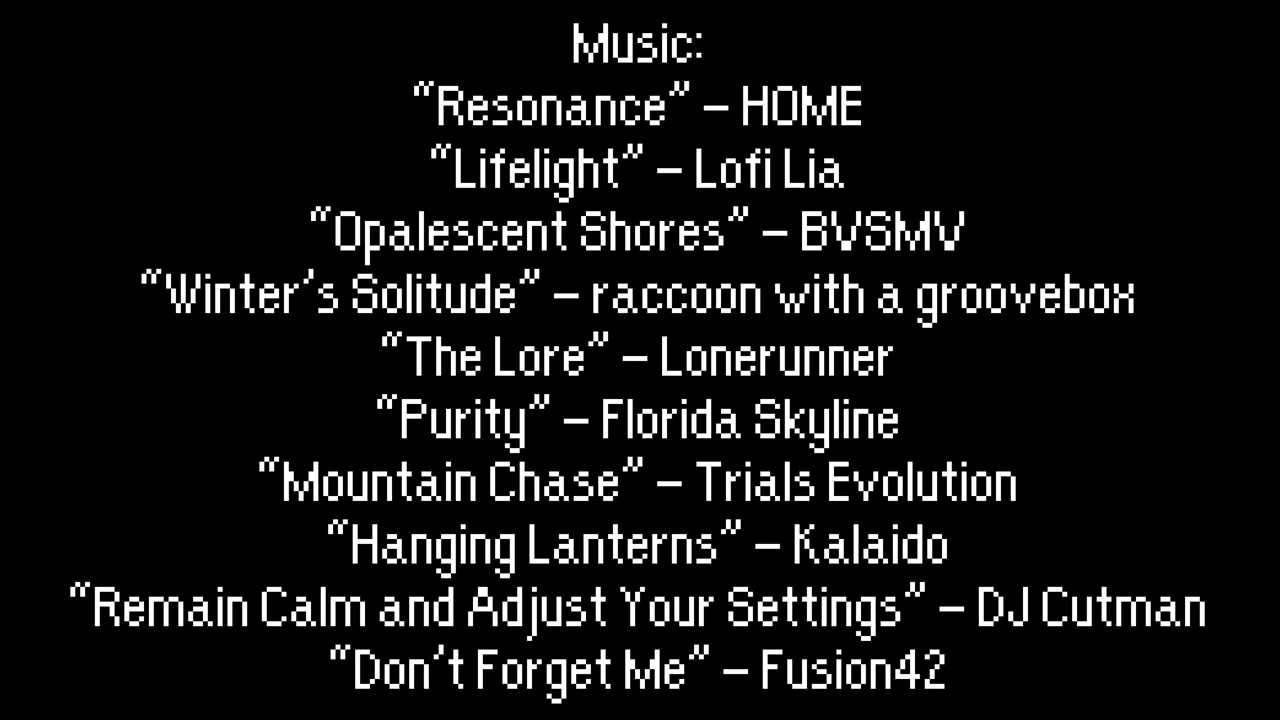 Music:
“Resonance” – HOME
“Lifelight” – Lofi Lia
“Opalescent Shores” – BVSMV
“Winter’s Solitude” – raccoon with a groovebox
“The Lore” – Lonerunner
“Purity” – Florida Skyline
“Mountain Chase” – Trials Evolution
“Hanging Lanterns” – Kalaido
“Remain Calm and Adjust Your Settings” – DJ Cutman
“Don’t Forget Me” – Fusion42